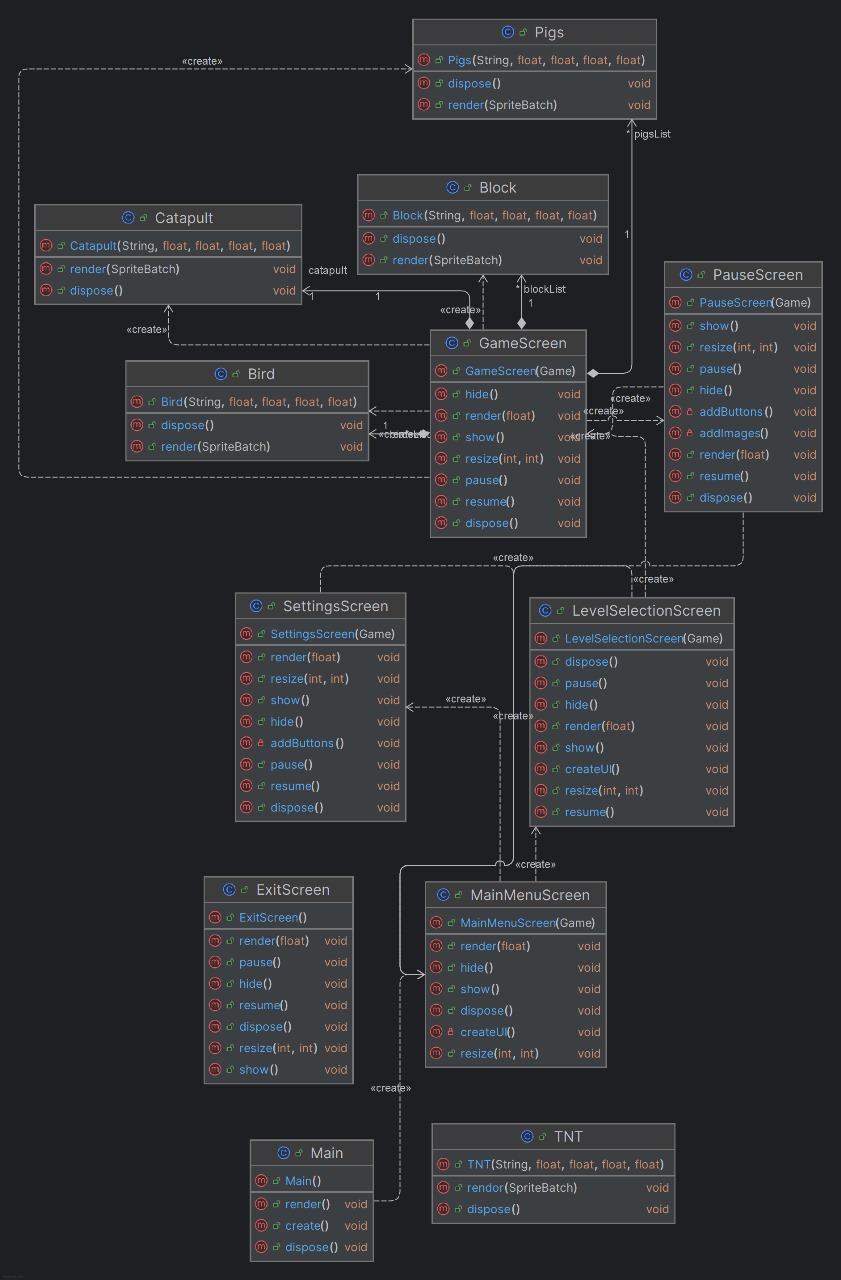 Pigs
Pigs(String, float, float, float, float)
dispose() void
render(SpriteBatch) void
«create»
* pigsList
1
Block
Block(String, float, float, float, float)
dispose() void
render(SpriteBatch) void
Catapult
Catapult(String, float, float, float, float)
render(SpriteBatch) void
dispose() void
catapult
1
1
* blockList
1
«create»
«create»
PauseScreen
PauseScreen(Game)
show() void
resize(int, int) void
pause() void
hide() void
addButtons() void
addImages() void
render(float) void
resume() void
dispose() void
GameScreen
GameScreen(Game)
hide() void
render(float) void
show() void
resize(int, int) void
pause() void
resume() void
dispose() void
Bird
Bird(String, float, float, float, float)
dispose() void
render(SpriteBatch) void
1
«create»
«create»
«create»
«create»
«create»
SettingsScreen
SettingsScreen(Game)
render(float) void
resize(int, int) void
show() void
hide() void
addButtons() void
pause() void
resume() void
dispose() void
LevelSelectionScreen
LevelSelectionScreen(Game)
dispose() void
pause() void
hide() void
render(float) void
show() void
createUI() void
resize(int, int) void
resume() void
«create»
«create»
«create»
ExitScreen
ExitScreen()
render(float) void
pause() void
hide() void
resume() void
dispose() void
resize(int, int) void
show() void
MainMenuScreen
MainMenuScreen(Game)
render(float) void
hide() void
show() void
dispose() void
createUI() void
resize(int, int) void
«create»
Main
Main()
render() void
create() void
dispose() void
TNT
TNT(String, float, float, float, float)
rendor(SpriteBatch) void
dispose() void